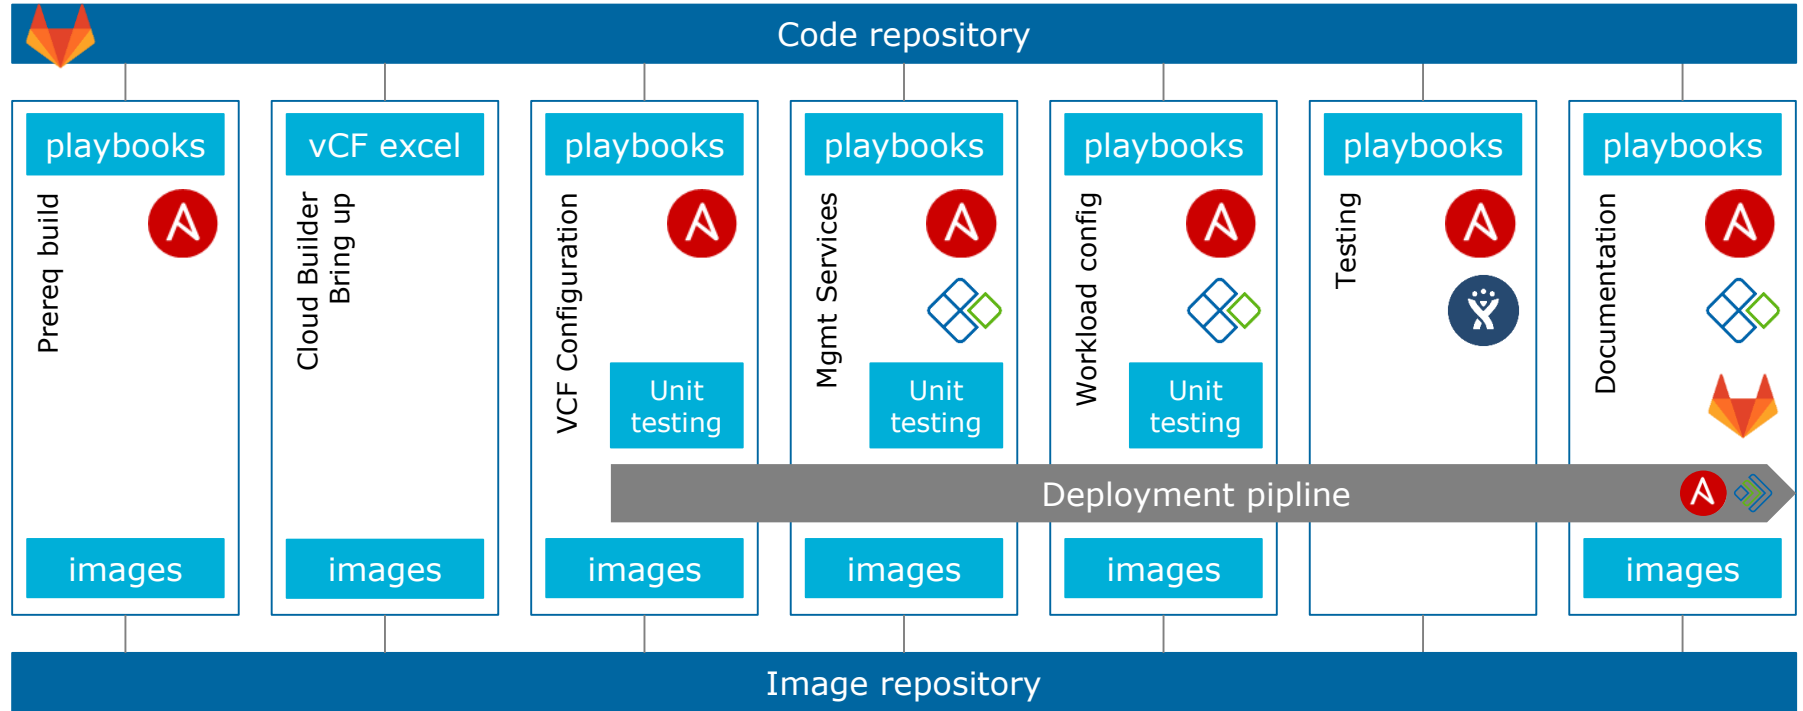 Code repository
playbooks
Prereq build
images
vCF excel
Cloud Builder
Bring up
images
playbooks
VCF Configuration
Unit
testing
images
playbooks
Mgmt Services
Unit
testing
images
playbooks
Workload config
Unit
testing
images
playbooks
Testing
playbooks
Documentation
images
Deployment pipline
Image repository